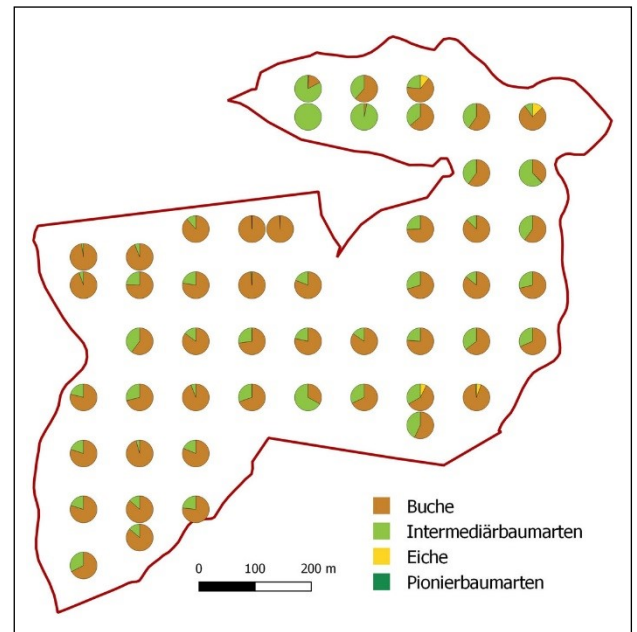 Buche
Intermediärbaumarten
Eiche
Pionierbaumarten
0 100 200 m